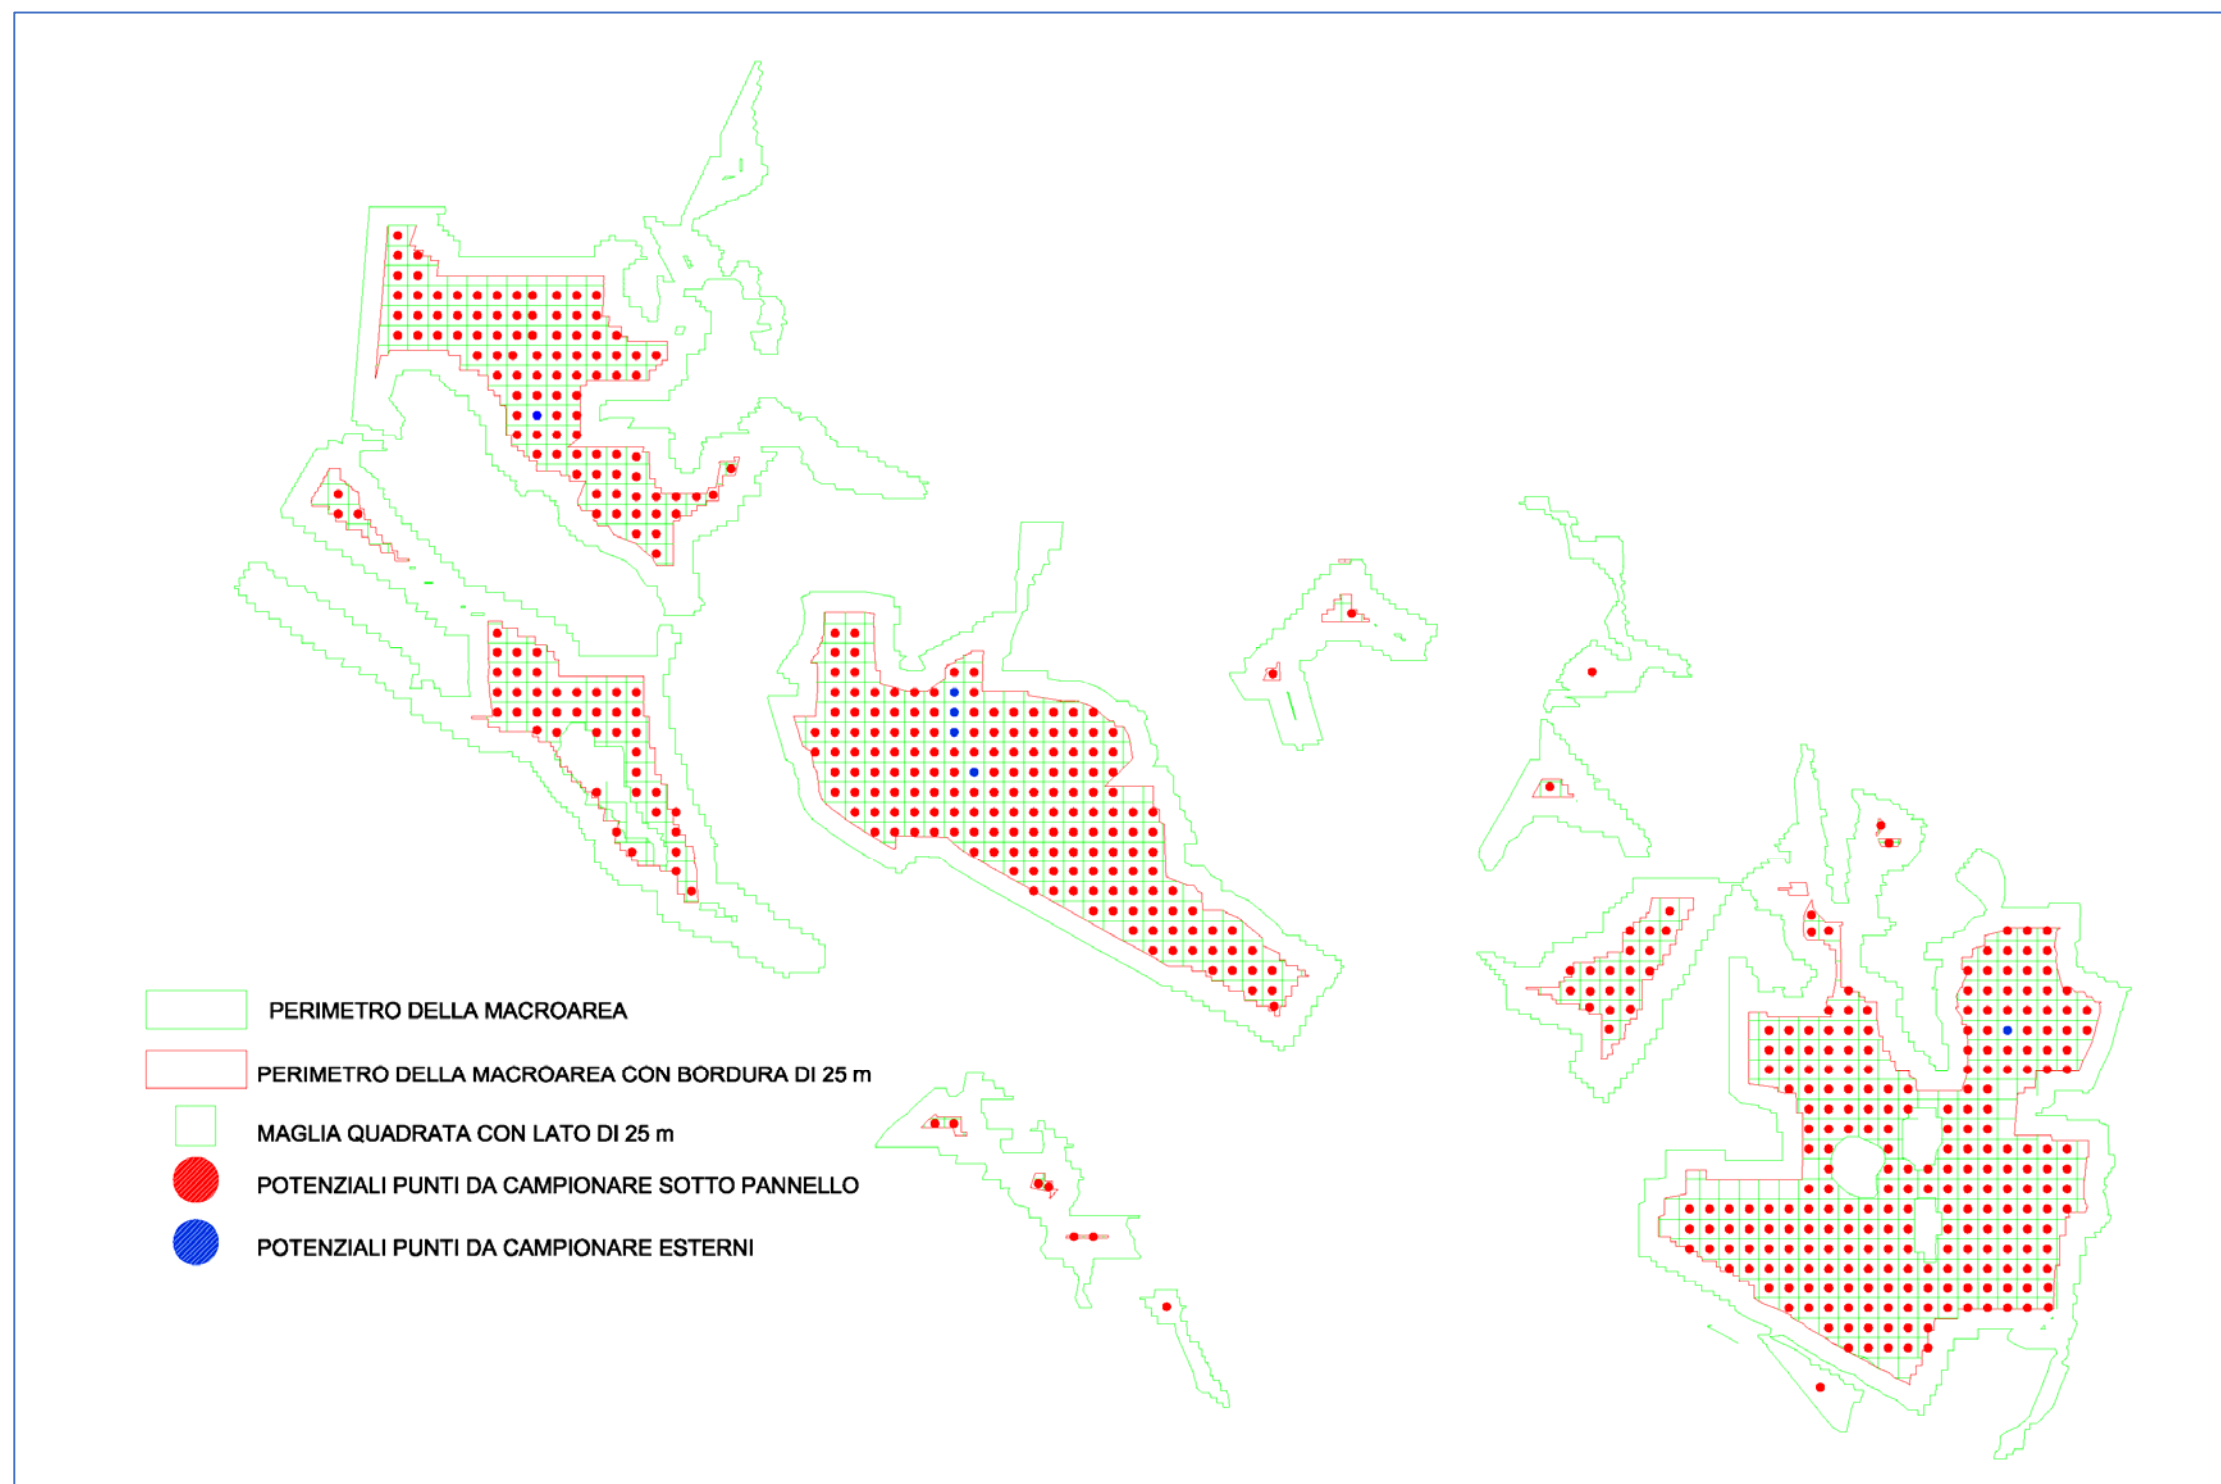 PERIMETRO DELLA MACROAREA
PERIMETRO DELLA MACROAREA CON BORDURA DI 25 m
MAGLIA QUADRATA CON LATO DI 25 m
POTENZIALI PUNTI DA CAMPIONARE SOTTO PANNELLO
POTENZIALI PUNTI DA CAMPIONARE ESTERNI